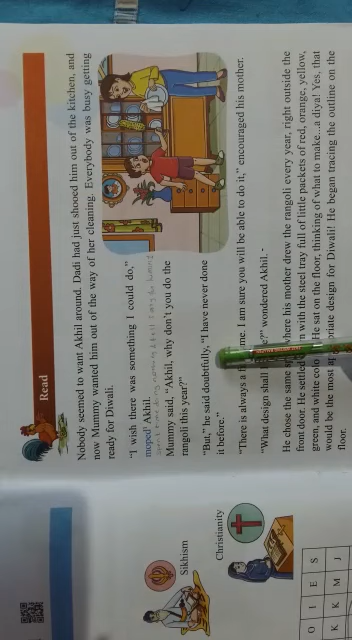 Read
Nobody seemed to want Akhil around. Dadi had just shooed him out of the kitchen, and
now Mummy wanted him out of the way of her cleaning. Everybody was busy getting
ready for Diwali.
"I wish there was something I could do,"
moped Akhil.
Mummy said, "Akhil, why don't you do the
rangoli this year?"
"But," he said doubtfully, "I have never done
it before."
"There is always a me. I am sure you will be able to do it," encouraged his mother.
"What design shall e?" wondered Akhil.
He chose the same where his mother drew the rangoli every year, right outside the
front door. He settled n with the steel tray full of little packets of red, orange, yellow,
green, and white colo He sat on the floor, thinking of what to make...a diya! Yes, that
would be the most ap priate design for Diwali! He began tracing the outline on the
floor.
Sikhism
Christianity
O I E S
K K M J